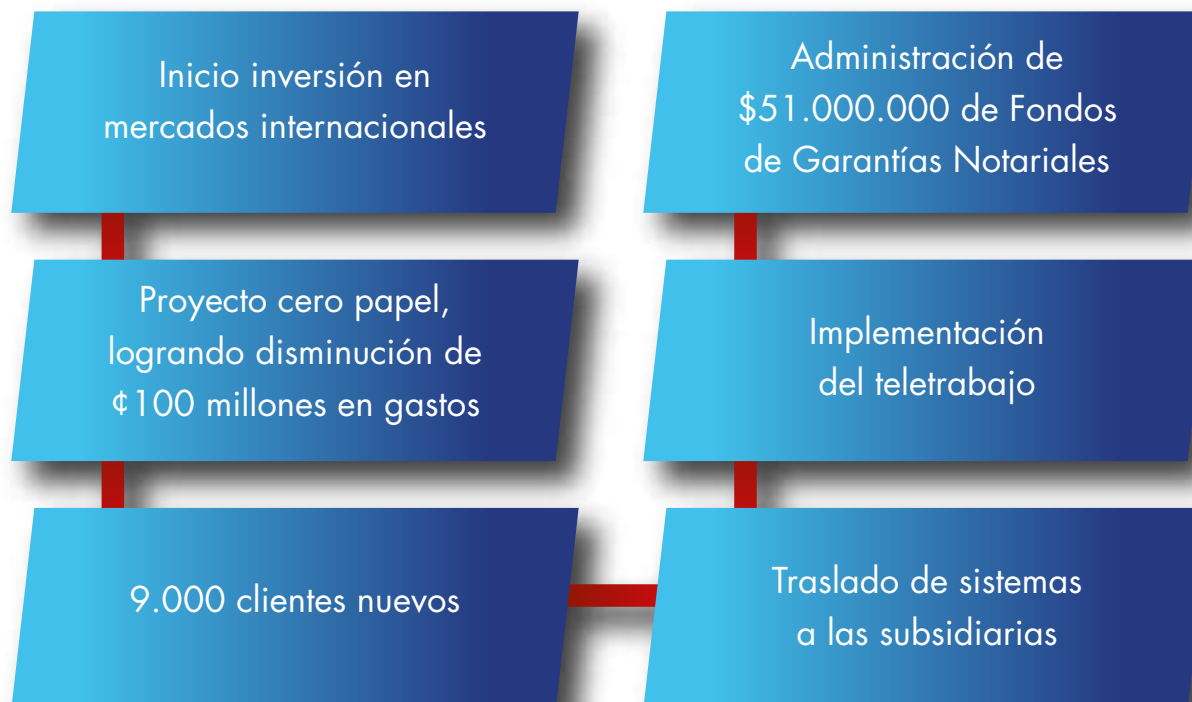 Inicio inversión en
mercados internacionales
Proyecto cero papel,
logrando disminución de
¢100 millones en gastos
9.000 clientes nuevos
Traslado de sistemas
a las subsidiarias
Implementación
del teletrabajo
Administración de
$51.000.000 de Fondos
de Garantías Notariales